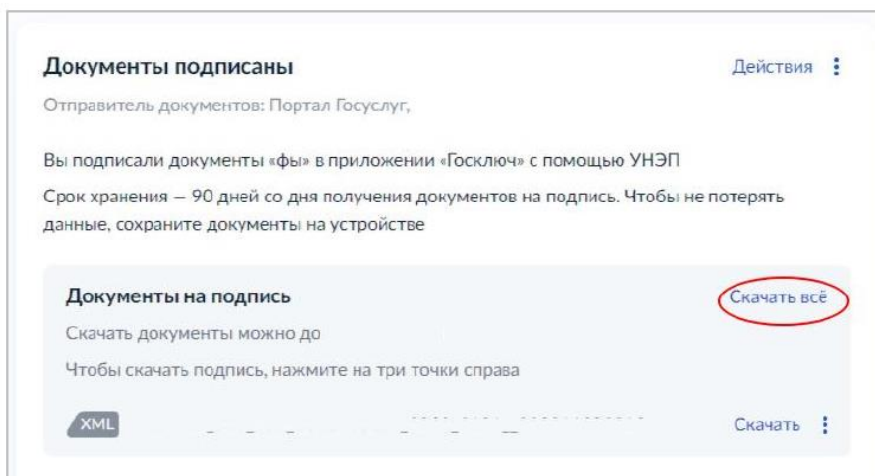 Документы подписаны
Действия
Отправитель документов: Портал Госуслуг,
Вы подписали документы «фы» в приложении «Госключ» с помощью УНЭП
Срок хранения — 90 дней со дня получения документов на подпись. Чтобы не потерять
данные, сохраните документы на устройстве
Документы на подпись
Скачать всё
Скачать документы можно до
Чтобы скачать подпись, нажмите на три точки справа
XML
Скачать